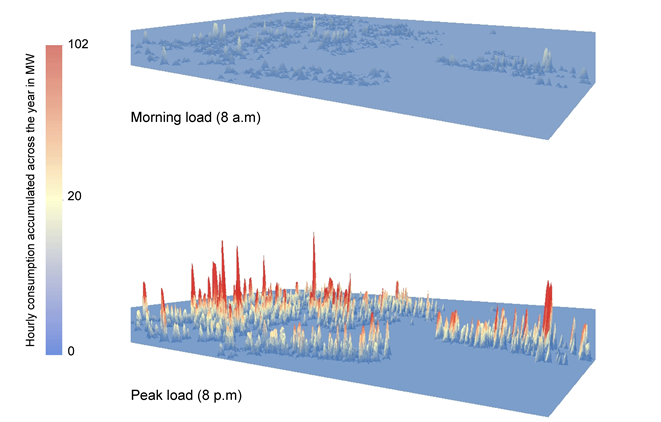 Hourly consumption accumulated across the year in MW
102
20
0
Morning load (8 a.m)
Peak load (8 p.m)